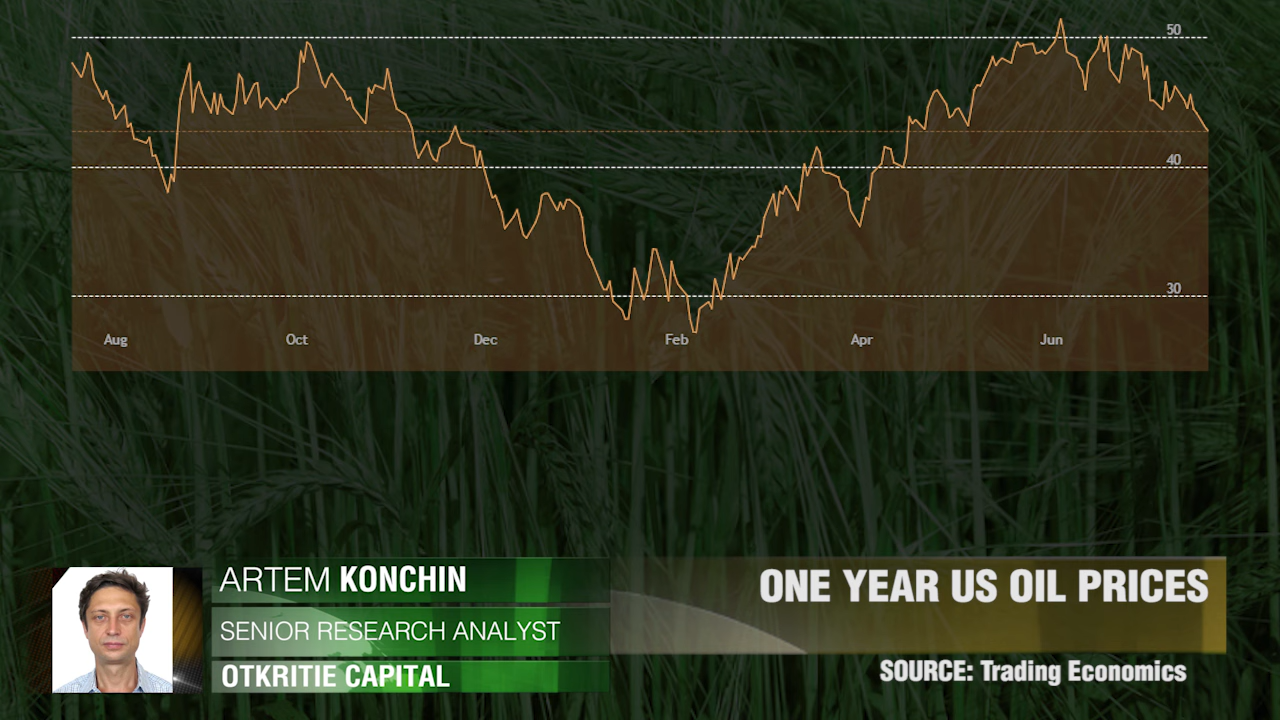 50
40
30
Aug Oct Dec Feb Apr Jun
ARTEM KONCHIN
SENIOR RESEARCH ANALYST
OTKRITIE CAPITAL
ONE YEAR US OIL PRICES
SOURCE: Trading Economics